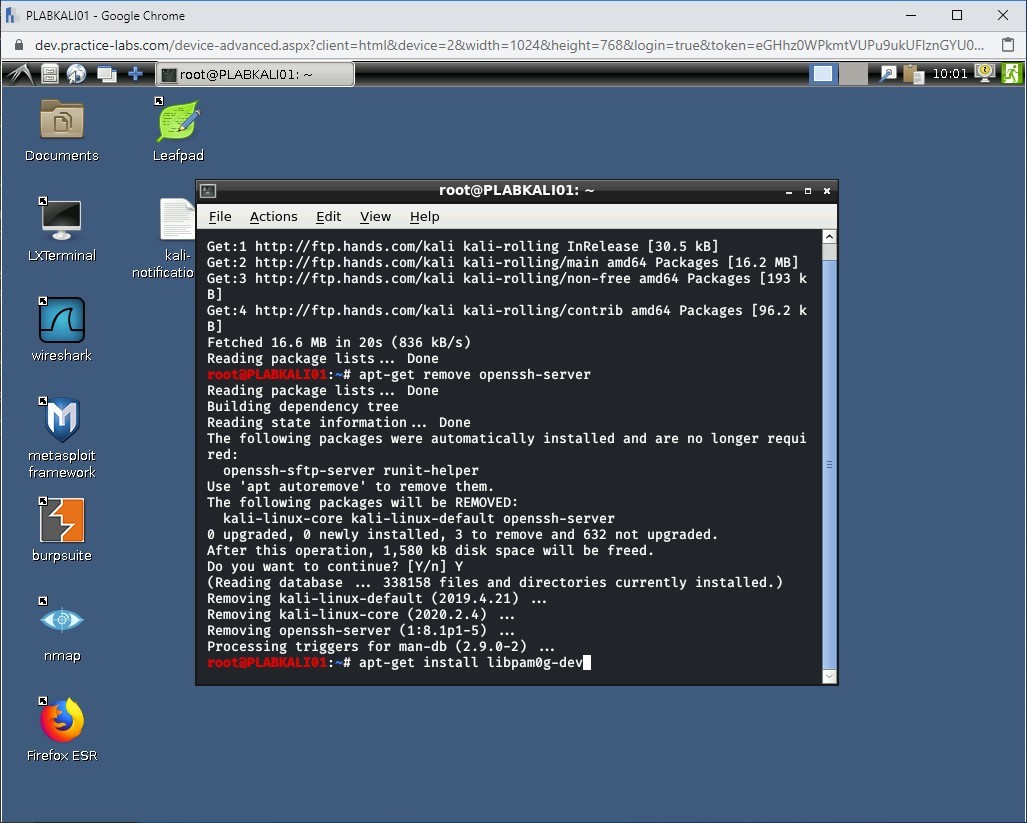 PLABKALI01 - Google Chrome
dev.practice-labs.com/device-advanced.aspx?client=html&device=2&width=1024&height=768&login=true&token=eGHhz0WPkmtVUPu9ukUFlznGYU0...
root@PLABKALI01: ~
10:01
Documents
Leafpad
LXTerminal
kali-
notificatio
wireshark
metasploit
framework
burpsuite
nmap
Firefox ESR
root@PLABKALI01: ~
File Actions Edit View Help
Get:1 http://ftp.hands.com/kali kali-rolling InRelease [30.5 kB]
Get:2 http://ftp.hands.com/kali kali-rolling/main amd64 Packages [16.2 MB]
Get:3 http://ftp.hands.com/kali kali-rolling/non-free amd64 Packages [193 k
B]
Get:4 http://ftp.hands.com/kali kali-rolling/contrib amd64 Packages [96.2 k
B]
Fetched 16.6 MB in 20s (836 kB/s)
Reading package lists... Done
root@PLABKALI01:~# apt-get remove openssh-server
Reading package lists... Done
Building dependency tree
Reading state information... Done
The following packages were automatically installed and are no longer requi
red:
openssh-sftp-server runit-helper
Use 'apt autoremove' to remove them.
The following packages will be REMOVED:
kali-linux-core kali-linux-default openssh-server
0 upgraded, 0 newly installed, 3 to remove and 632 not upgraded.
After this operation, 1,580 kB disk space will be freed.
Do you want to continue? [Y/n] Y
(Reading database ... 338158 files and directories currently installed.)
Removing kali-linux-default (2019.4.21) ...
Removing kali-linux-core (2020.2.4) ...
Removing openssh-server (1:8.1p1-5) ...
Processing triggers for man-db (2.9.0-2) ...
root@PLABKALI01:~# apt-get install libpam0g-dev